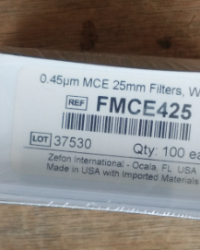 0.45µm MCE 25mm Filters, W
REF FMCE425
LOT 37530 Qty: 100 ea
Zefon International - Ocala, FL USA
Made in USA with Imported Materials